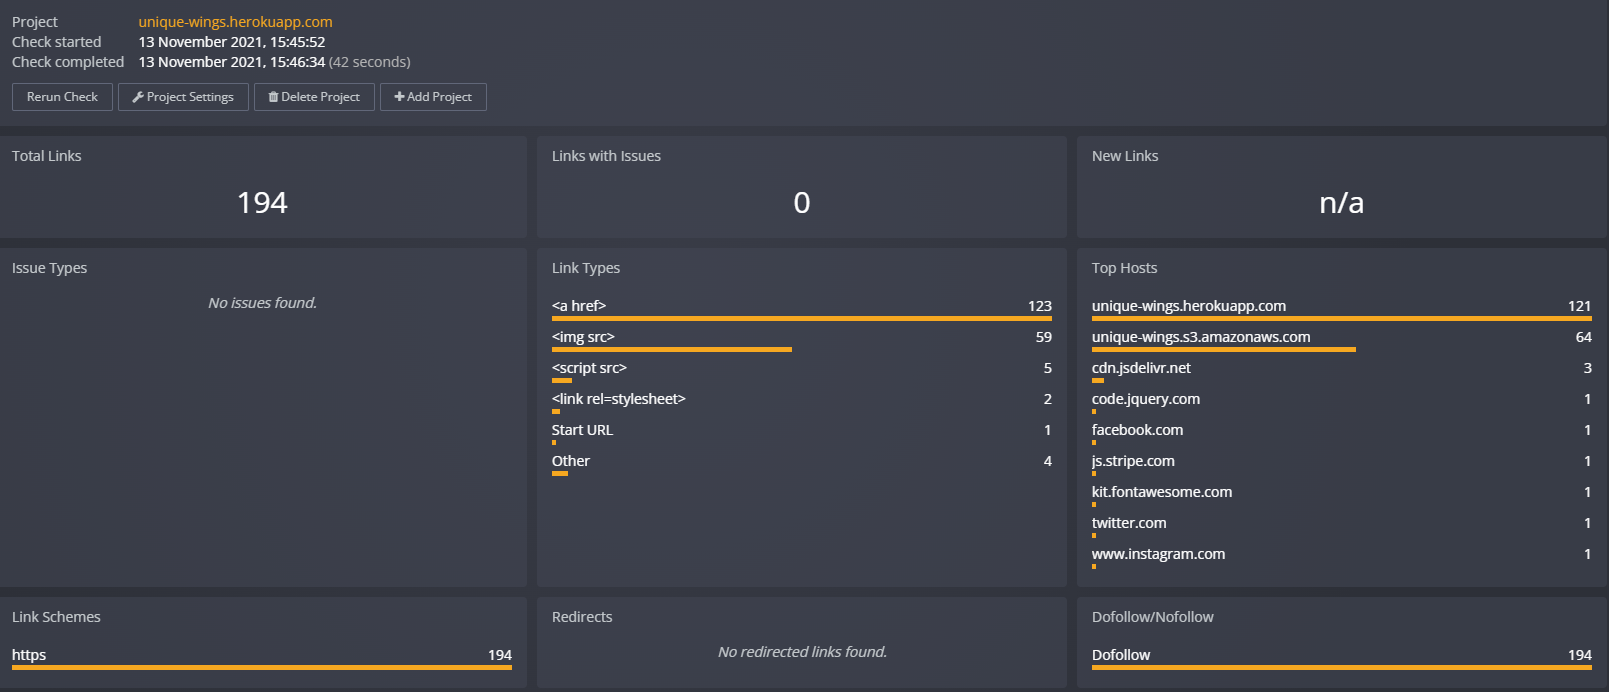 Project unique-wings.herokuapp.com
Check started 13 November 2021, 15:45:52
Check completed 13 November 2021, 15:46:34 (42 seconds)
Rerun Check Project Settings Delete Project Add Project
Total Links
194
Links with Issues
0
New Links
n/a
Issue Types
No issues found.
Link Types
<a href> 123
<img src> 59
<script src> 5
<link rel=stylesheet> 2
Start URL 1
Other 4
Top Hosts
unique-wings.herokuapp.com 121
unique-wings.s3.amazonaws.com 64
cdn.jsdelivr.net 3
code.jquery.com 1
facebook.com 1
js.stripe.com 1
kit.fontawesome.com 1
twitter.com 1
www.instagram.com 1
Link Schemes
https 194
Redirects
No redirected links found.
Dofollow/Nofollow
Dofollow 194